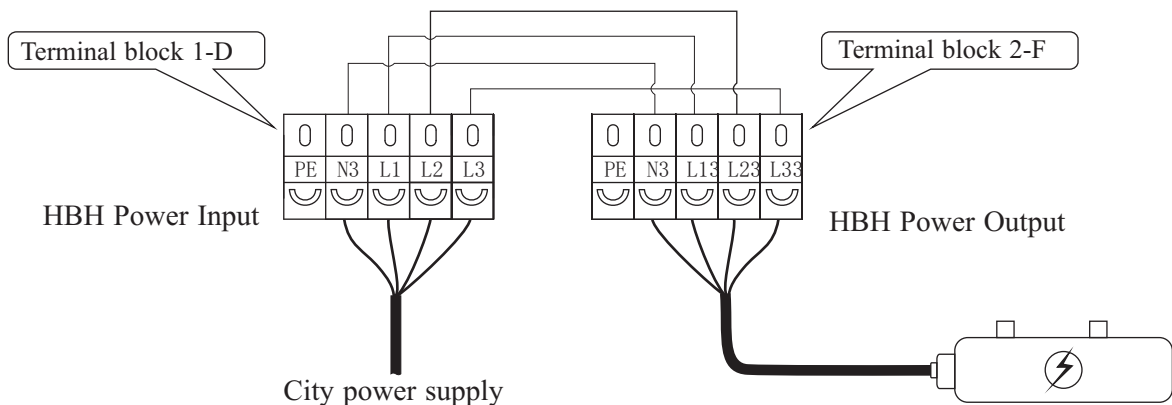 Terminal block 1-D
Terminal block 2-F
PE N3 L1 L2 L3
PE N3 L13 L23 L33
HBH Power Input
HBH Power Output
City power supply